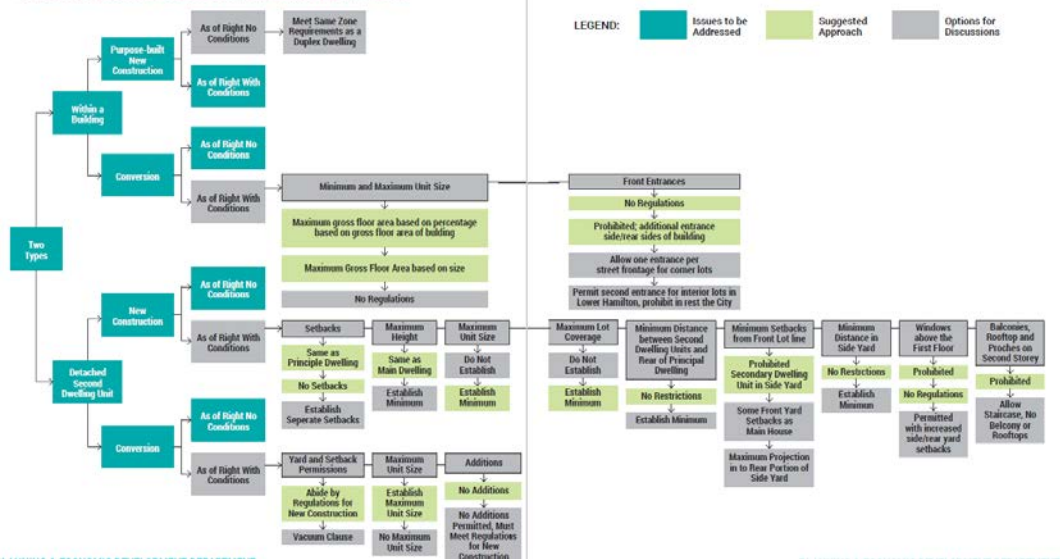 LEGEND:
Issues to be
Addressed
Suggested
Approach
Options for
Discussions
Two
Types
Within a
Building
Purpose-built
New
Construction
As of Right No
Conditions
Meet Same Zone
Requirements as a
Duplex Dwelling
As of Right With
Conditions
Conversion
As of Right No
Conditions
As of Right With
Conditions
Minimum and Maximum Unit Size
Maximum gross floor area based on percentage
based on gross floor area of building
Maximum Gross Floor Area based on size
No Regulations
Front Entrances
No Regulations
Prohibited; additional entrance
side/rear sides of building
Allow one entrance per
street frontage for corner lots
Permit second entrance for interior lots in
Lower Hamilton, prohibit in rest the City
Detached
Second
Dwelling Unit
New
Construction
As of Right No
Conditions
As of Right With
Conditions
Setbacks
Same as
Principle Dwelling
No Setbacks
Establish
Seperate Setbacks
Maximum
Height
Same as
Main Dwelling
Establish
Minimum
Maximum
Unit Size
Do Not
Establish
Establish
Minimum
Maximum Lot
Coverage
Do Not
Establish
Establish
Minimum
Minimum Distance
between Second
Dwelling Units and
Rear of Principal
Dwelling
No Restrictions
Establish Minimum
Minimum Setbacks
from Front Lot line
Prohibited
Secondary Dwelling
Unit in Side Yard
Some Front Yard
Setbacks as
Main House
Maximum Projection
in to Rear Portion of
Side Yard
Minimum
Distance in
Side Yard
No Restrictions
Establish
Minimun
Windows
above the
First Floor
Prohibited
No Regulations
Permitted
with increased
side/rear yard
setbacks
Balconies,
Rooftop and
Proches on
Second Storey
Prohibited
Allow
Staircase, No
Belcony or
Rooftops
Conversion
As of Right No
Conditions
As of Right With
Conditions
Yard and Setback
Permissions
Abide by
Regulations for
New Construction
Vacuum Clause
Maximum
Unit Size
Establish
Maximum
Unit Size
No Maximum
Unit Size
Additions
No Additions
No Additions
Permitted, Must
Meet Regulations
for New
Construction